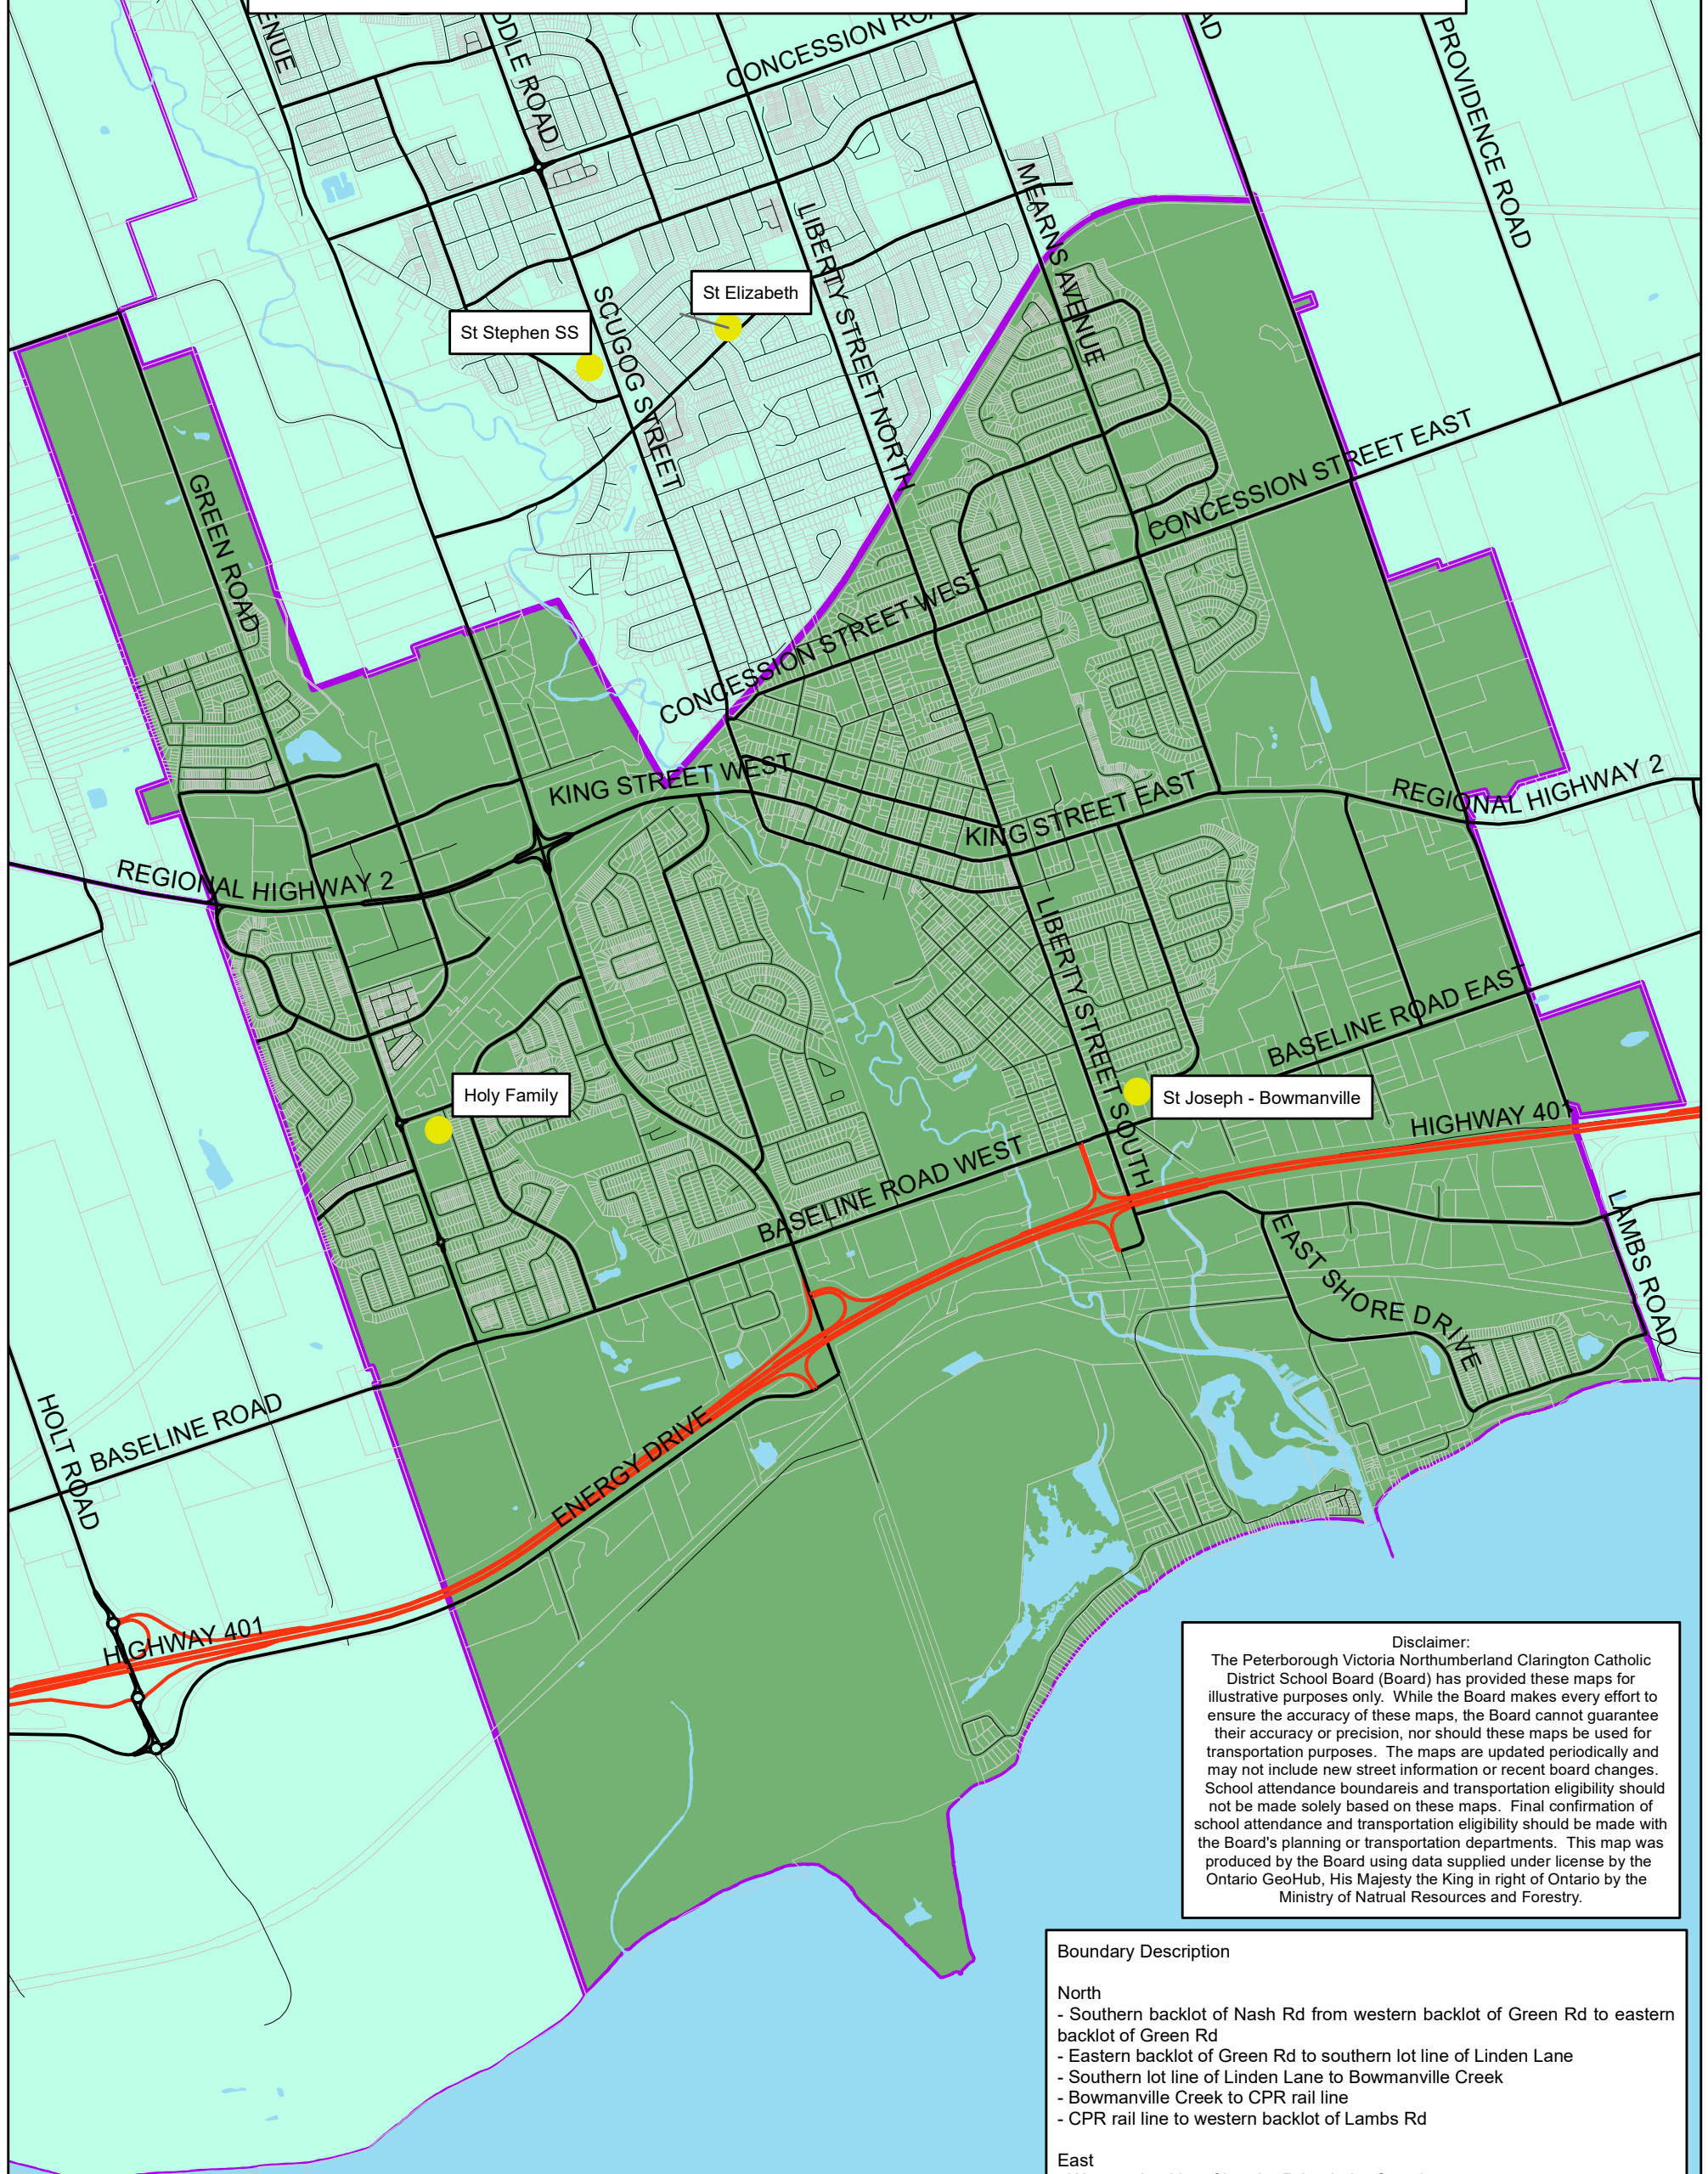 ENUE
DDLE ROAD
CONCESSION RO
AD
PROVIDENCE ROAD
MEARNS AVENUE
LIBERTY STREET NORTH
St Elizabeth
SCUGOG STREET
St Stephen SS
CONCESSION STREET EAST
GREEN ROAD
CONCESSION STREET WEST
KING STREET WEST
REGIONAL HIGHWAY 2
KING STREET EAST
REGIONAL HIGHWAY 2
LIBERTY STREET SOUTH
BASELINE ROAD EAST
Holy Family
St Joseph - Bowmanville
HIGHWAY 401
BASELINE ROAD WEST
LAMBS ROAD
EAST SHORE DRIVE
HOLT ROAD
BASELINE ROAD
ENERGY DRIVE
HIGHWAY 401
Disclaimer:
The Peterborough Victoria Northumberland Clarington Catholic
District School Board (Board) has provided these maps for
illustrative purposes only. While the Board makes every effort to
ensure the accuracy of these maps, the Board cannot guarantee
their accuracy or precision, nor should these maps be used for
transportation purposes. The maps are updated periodically and
may not include new street information or recent board changes.
School attendance boundareis and transportation eligibility should
not be made solely based on these maps. Final confirmation of
school attendance and transportation eligibility should be made with
the Board's planning or transportation departments. This map was
produced by the Board using data supplied under license by the
Ontario GeoHub, His Majesty the King in right of Ontario by the
Ministry of Natrual Resources and Forestry.
Boundary Description
North
- Southern backlot of Nash Rd from western backlot of Green Rd to eastern
backlot of Green Rd
- Eastern backlot of Green Rd to southern lot line of Linden Lane
- Southern lot line of Linden Lane to Bowmanville Creek
- Bowmanville Creek to CPR rail line
- CPR rail line to western backlot of Lambs Rd
East